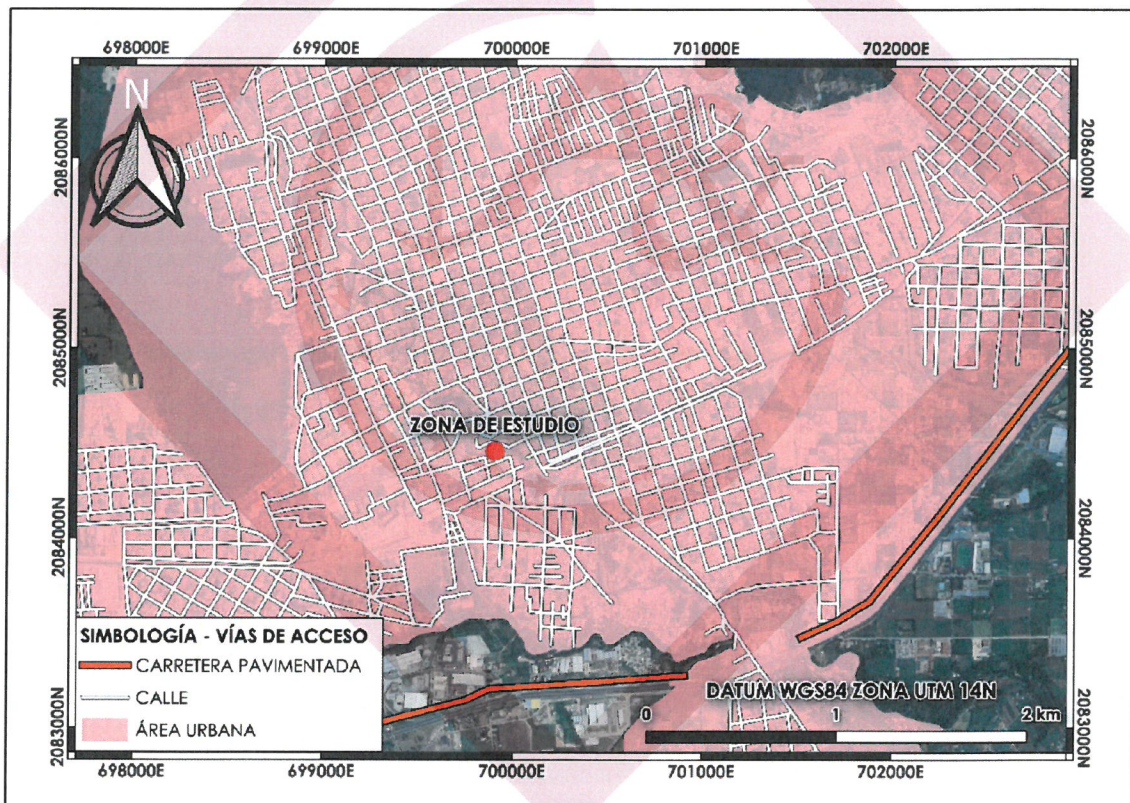 698000E 699000E 700000E 701000E 702000E
N
2086000N 2086000N
2085000N 2085000N
ZONA DE ESTUDIO
2084000N 2084000N
SIMBOLOGÍA - VÍAS DE ACCESO
CARRETERA PAVIMENTADA
CALLE
ÁREA URBANA
DATUM WGS84 ZONA UTM 14N
0 1 2 km
2083000N 2083000N
698000E 699000E 700000E 701000E 702000E